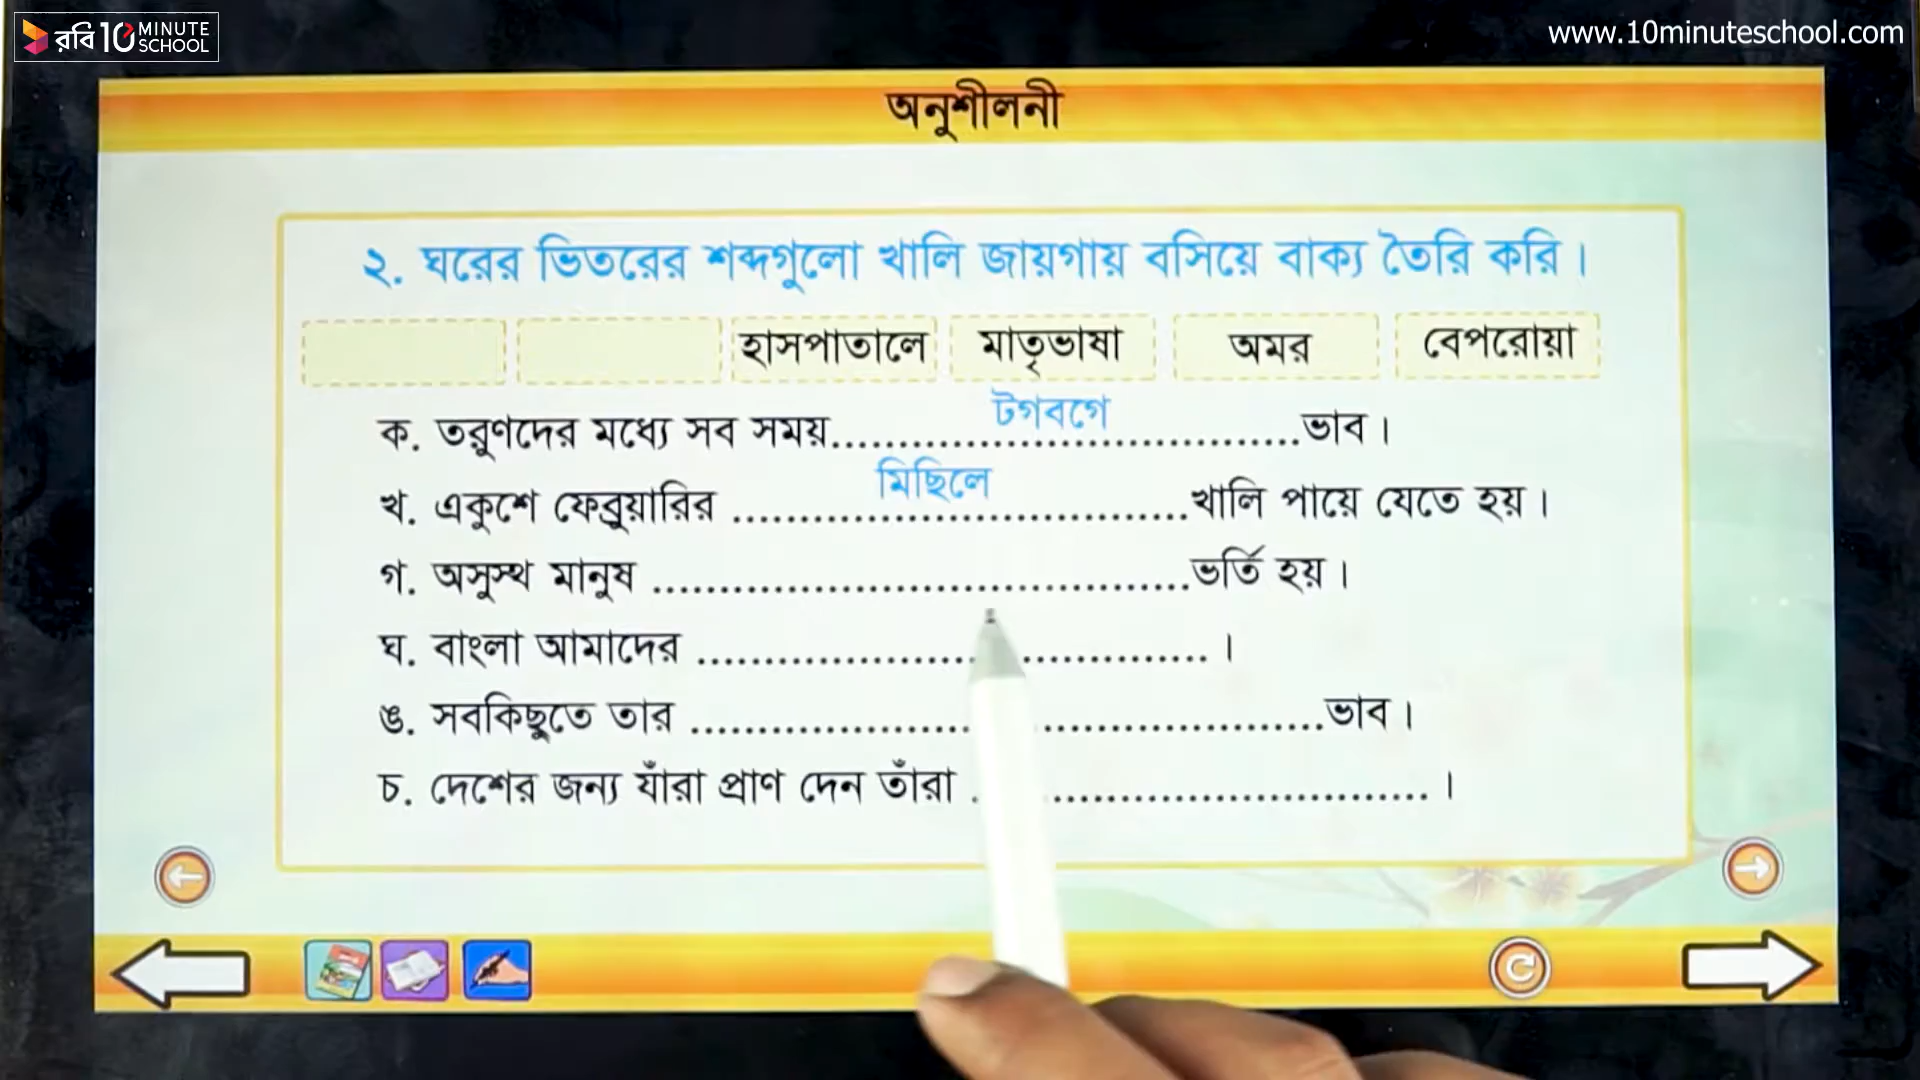 রবি 10 MINUTE SCHOOL
www.10minuteschool.com
অনুশীলনী
২. ঘরের ভিতরের শব্দগুলো খালি জায়গায় বসিয়ে বাক্য তৈরি করি।
হাসপাতালে মাতৃভাষা অমর বেপরোয়া
ক. তরুণদের মধ্যে সব সময়..........টগবগে..........ভাব।
খ. একুশে ফেব্রুয়ারির ..........মিছিলে..........খালি পায়ে যেতে হয়।
গ. অসুস্থ মানুষ ....................ভর্তি হয়।
ঘ. বাংলা আমাদের .................... ।
ঙ. সবকিছুতে তার ....................ভাব।
চ. দেশের জন্য যাঁরা প্রাণ দেন তাঁরা .................... ।